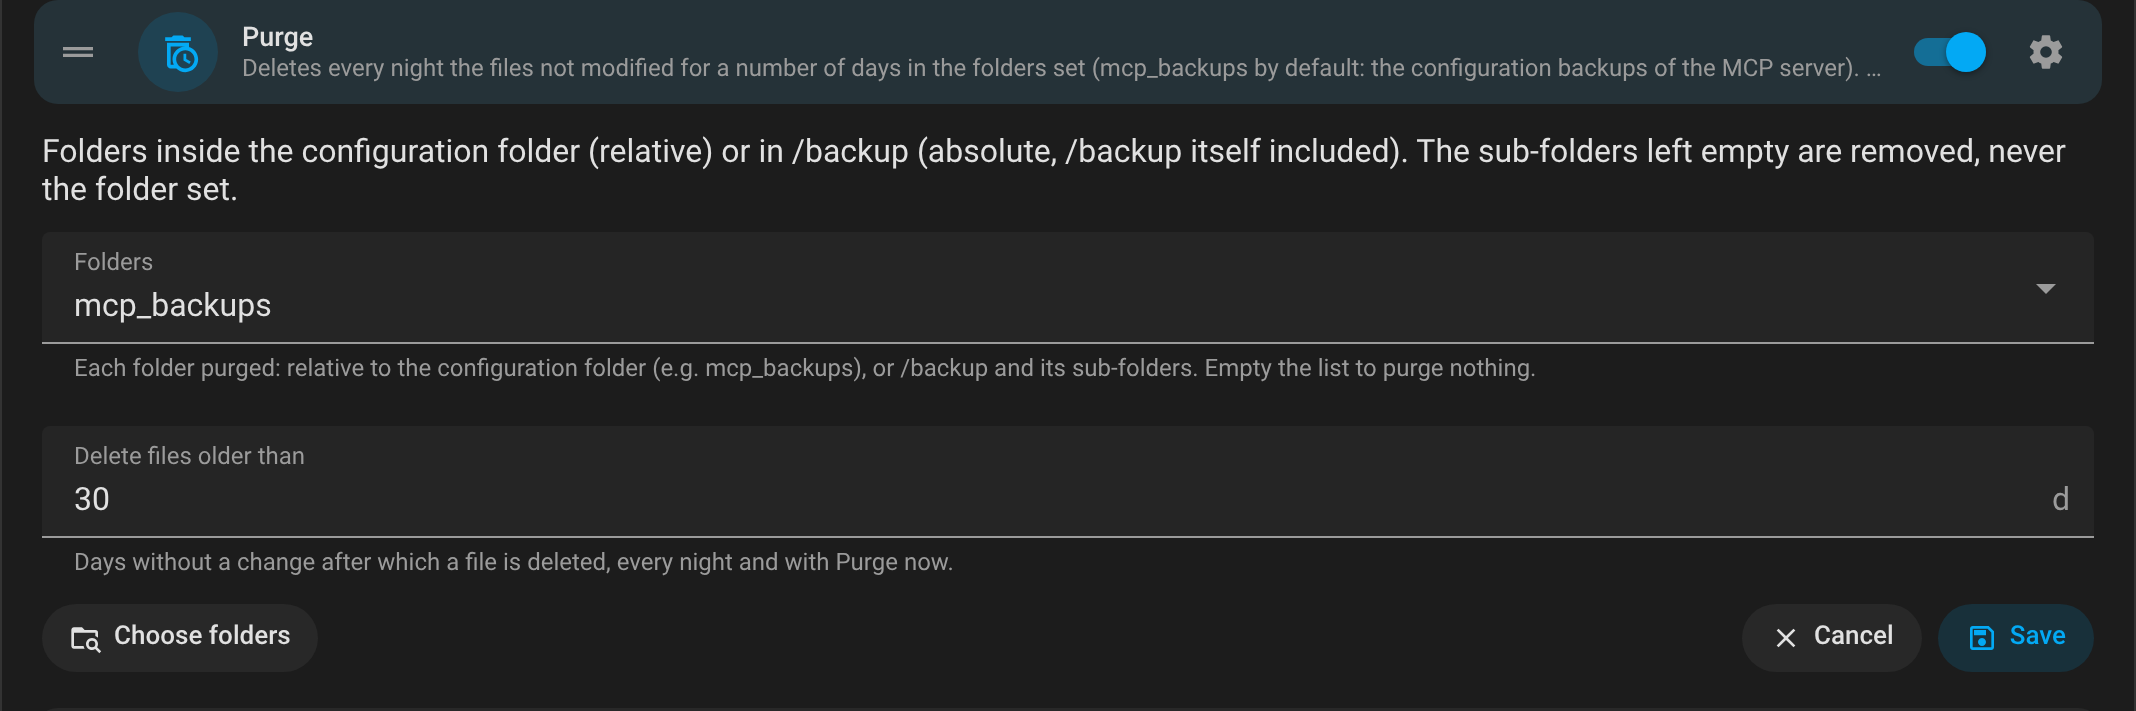 Purge
Deletes every night the files not modified for a number of days in the folders set (mcp_backups by default: the configuration backups of the MCP server). ...
Folders inside the configuration folder (relative) or in /backup (absolute, /backup itself included). The sub-folders left empty are removed, never
the folder set.
Folders
mcp_backups
Each folder purged: relative to the configuration folder (e.g. mcp_backups), or /backup and its sub-folders. Empty the list to purge nothing.
Delete files older than
30 d
Days without a change after which a file is deleted, every night and with Purge now.
Choose folders Cancel Save